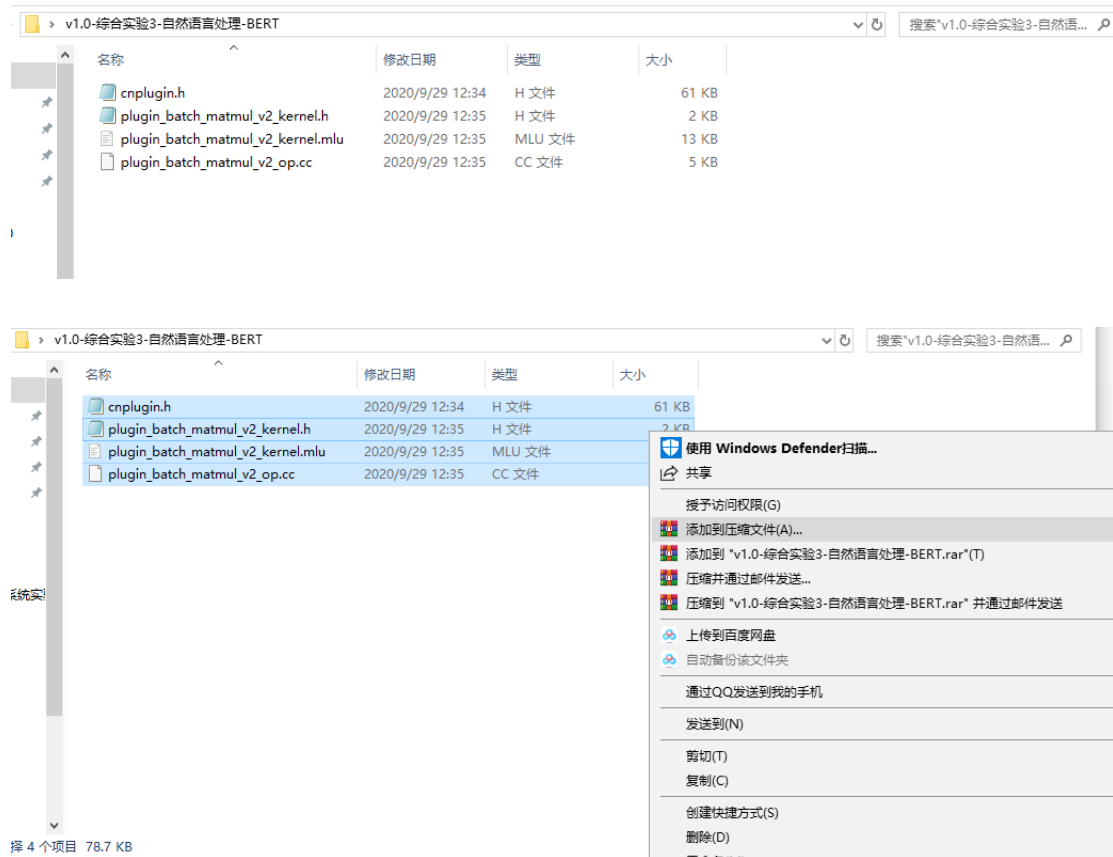 v1.0-综合实验3-自然语言处理-BERT 搜索"v1.0-综合实验3-自然语...
名称 修改日期 类型 大小
cnplugin.h 2020/9/29 12:34 H 文件 61 KB
plugin_batch_matmul_v2_kernel.h 2020/9/29 12:35 H 文件 2 KB
plugin_batch_matmul_v2_kernel.mlu 2020/9/29 12:35 MLU 文件 13 KB
plugin_batch_matmul_v2_op.cc 2020/9/29 12:35 CC 文件 5 KB
v1.0-综合实验3-自然语言处理-BERT 搜索"v1.0-综合实验3-自然语...
名称 修改日期 类型 大小
cnplugin.h 2020/9/29 12:34 H 文件 61 KB
plugin_batch_matmul_v2_kernel.h 2020/9/29 12:35 H 文件 2 KB
plugin_batch_matmul_v2_kernel.mlu 2020/9/29 12:35 MLU 文件
plugin_batch_matmul_v2_op.cc 2020/9/29 12:35 CC 文件
使用 Windows Defender扫描...
共享
授予访问权限(G)
添加到压缩文件(A)...
添加到 "v1.0-综合实验3-自然语言处理-BERT.rar"(T)
压缩并通过邮件发送...
压缩到 "v1.0-综合实验3-自然语言处理-BERT.rar" 并通过邮件发送
系统实
上传到百度网盘
自动备份该文件夹
通过QQ发送到我的手机
发送到(N)
剪切(T)
复制(C)
创建快捷方式(S)
删除(D)
择 4 个项目 78.7 KB